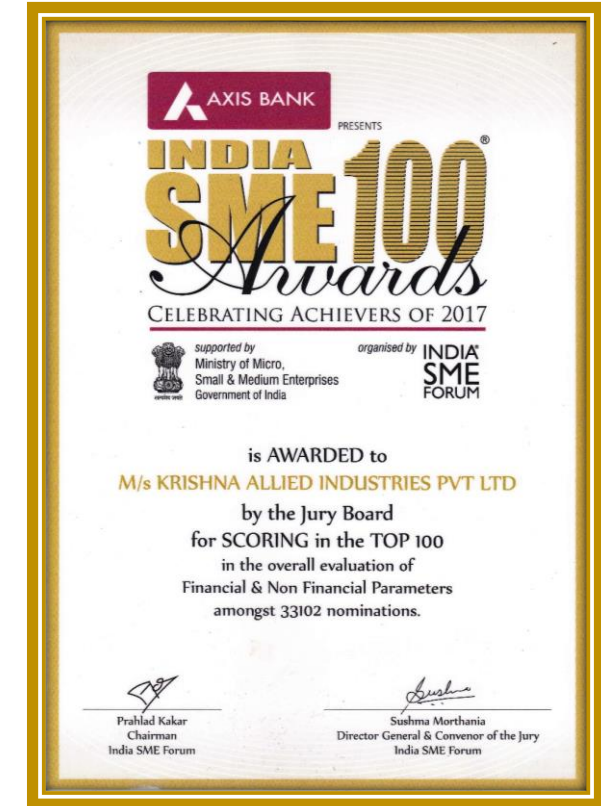 AXIS BANK
PRESENTS
INDIA
SME 100®
Awards
CELEBRATING ACHIEVERS OF 2017
supported by
Ministry of Micro,
Small & Medium Enterprises
Government of India
organised by
INDIA
SME
FORUM
is AWARDED to
M/s KRISHNA ALLIED INDUSTRIES PVT LTD
by the Jury Board
for SCORING in the TOP 100
in the overall evaluation of
Financial & Non Financial Parameters
amongst 33102 nominations.
Prahlad Kakar
Chairman
India SME Forum
Sushma Morthania
Director General & Convenor of the Jury
India SME Forum